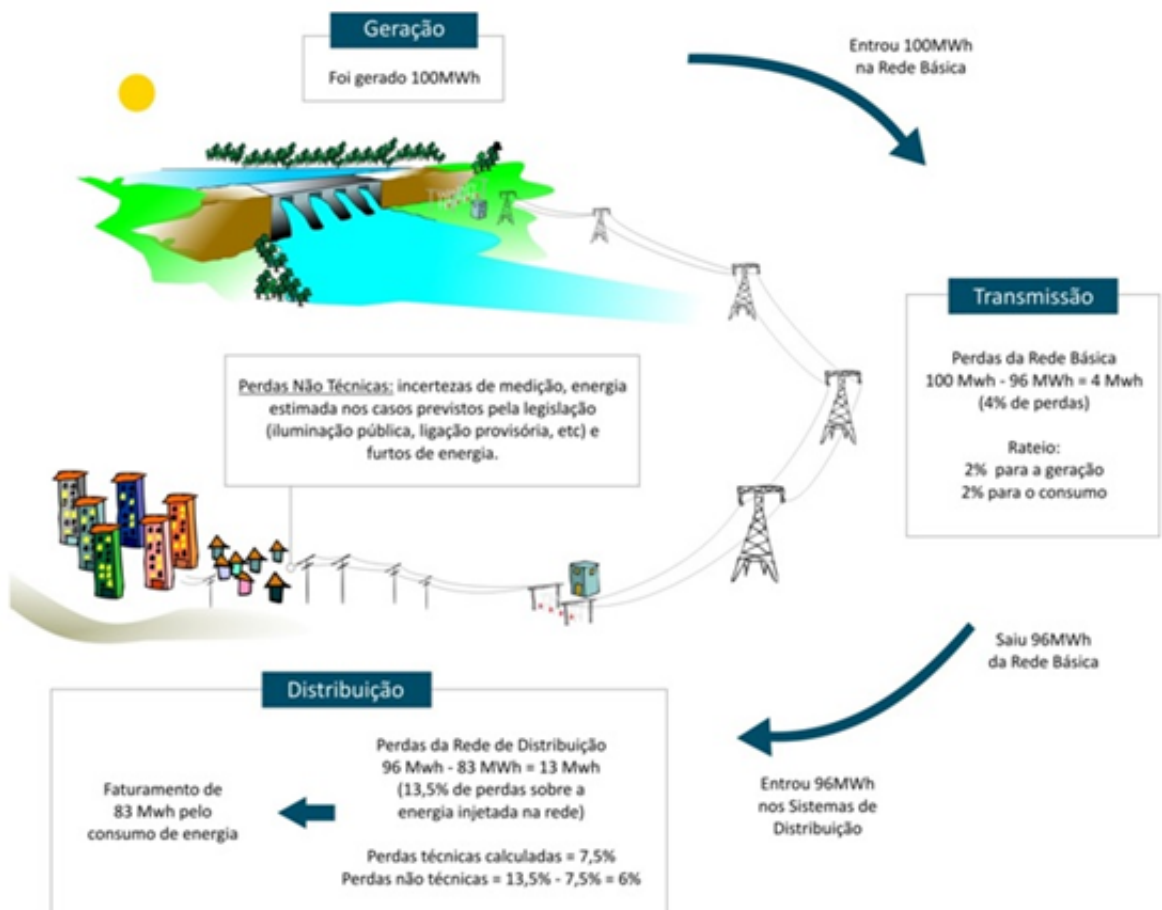 Geração
Foi gerado 100MWh
Entrou 100MWh
na Rede Básica
Transmissão
Perdas da Rede Básica
100 Mwh - 96 MWh = 4 Mwh
(4% de perdas)
Rateio:
2% para a geração
2% para o consumo
Perdas Não Técnicas: incertezas de medição, energia
estimada nos casos previstos pela legislação
(iluminação pública, ligação provisória, etc) e
furtos de energia.
Saiu 96MWh
da Rede Básica
Entrou 96MWh
nos Sistemas de
Distribuição
Distribuição
Perdas da Rede de Distribuição
96 Mwh - 83 MWh = 13 Mwh
(13,5% de perdas sobre a
energia injetada na rede)
Perdas técnicas calculadas = 7,5%
Perdas não técnicas = 13,5% - 7,5% = 6%
Faturamento de
83 Mwh pelo
consumo de energia